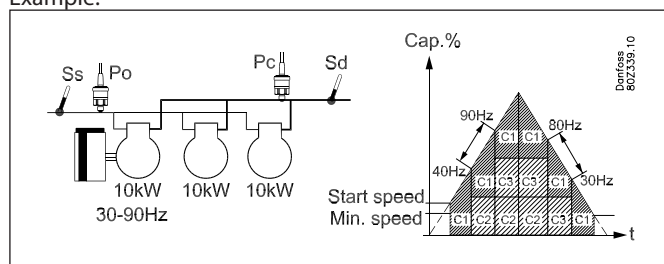 Example:
Ss
Po
Pc
Sd
10kW
10kW
10kW
30-90Hz
Cap.%
Danfoss
80Z339.10
90Hz
80Hz
40Hz
30Hz
Start speed
Min. speed
C1
C1
C1
C3
C3
C1
C1
C2
C2
C2
C3
C1
t